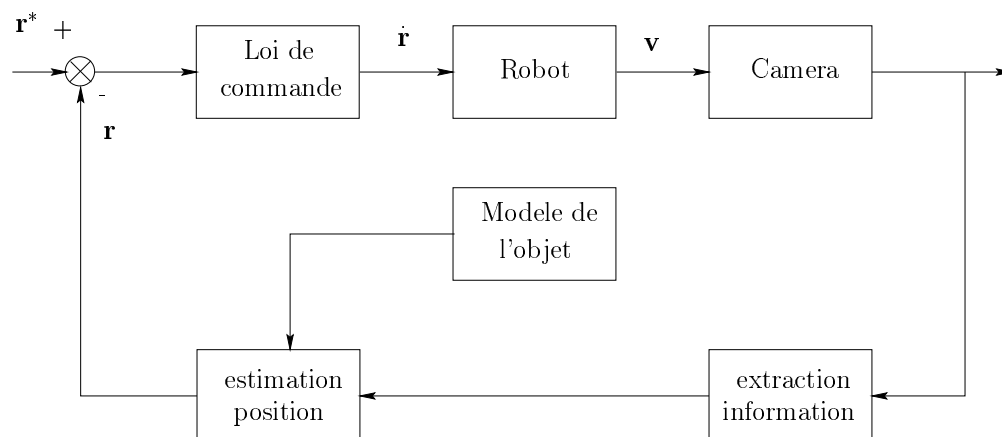 r* +
-
r
Loi de
commande
ṙ
Robot
v
Camera
Modele de
l'objet
estimation
position
extraction
information